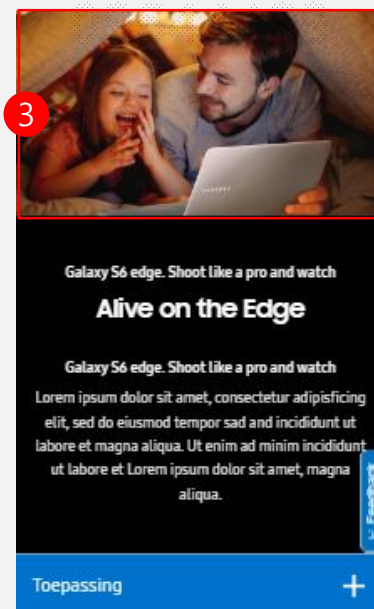 3
SAMSUNG
Galaxy S6 edge. Shoot like a pro and watch
Alive on the Edge
Galaxy S6 edge. Shoot like a pro and watch
Lorem ipsum dolor sit amet, consectetur adipisficing
elit, sed do eiusmod tempor sad and incididunt ut
labore et magna aliqua. Ut enim ad minim incididunt
ut labore et Lorem ipsum dolor sit amet, magna
aliqua.
Feedback
Toepassing